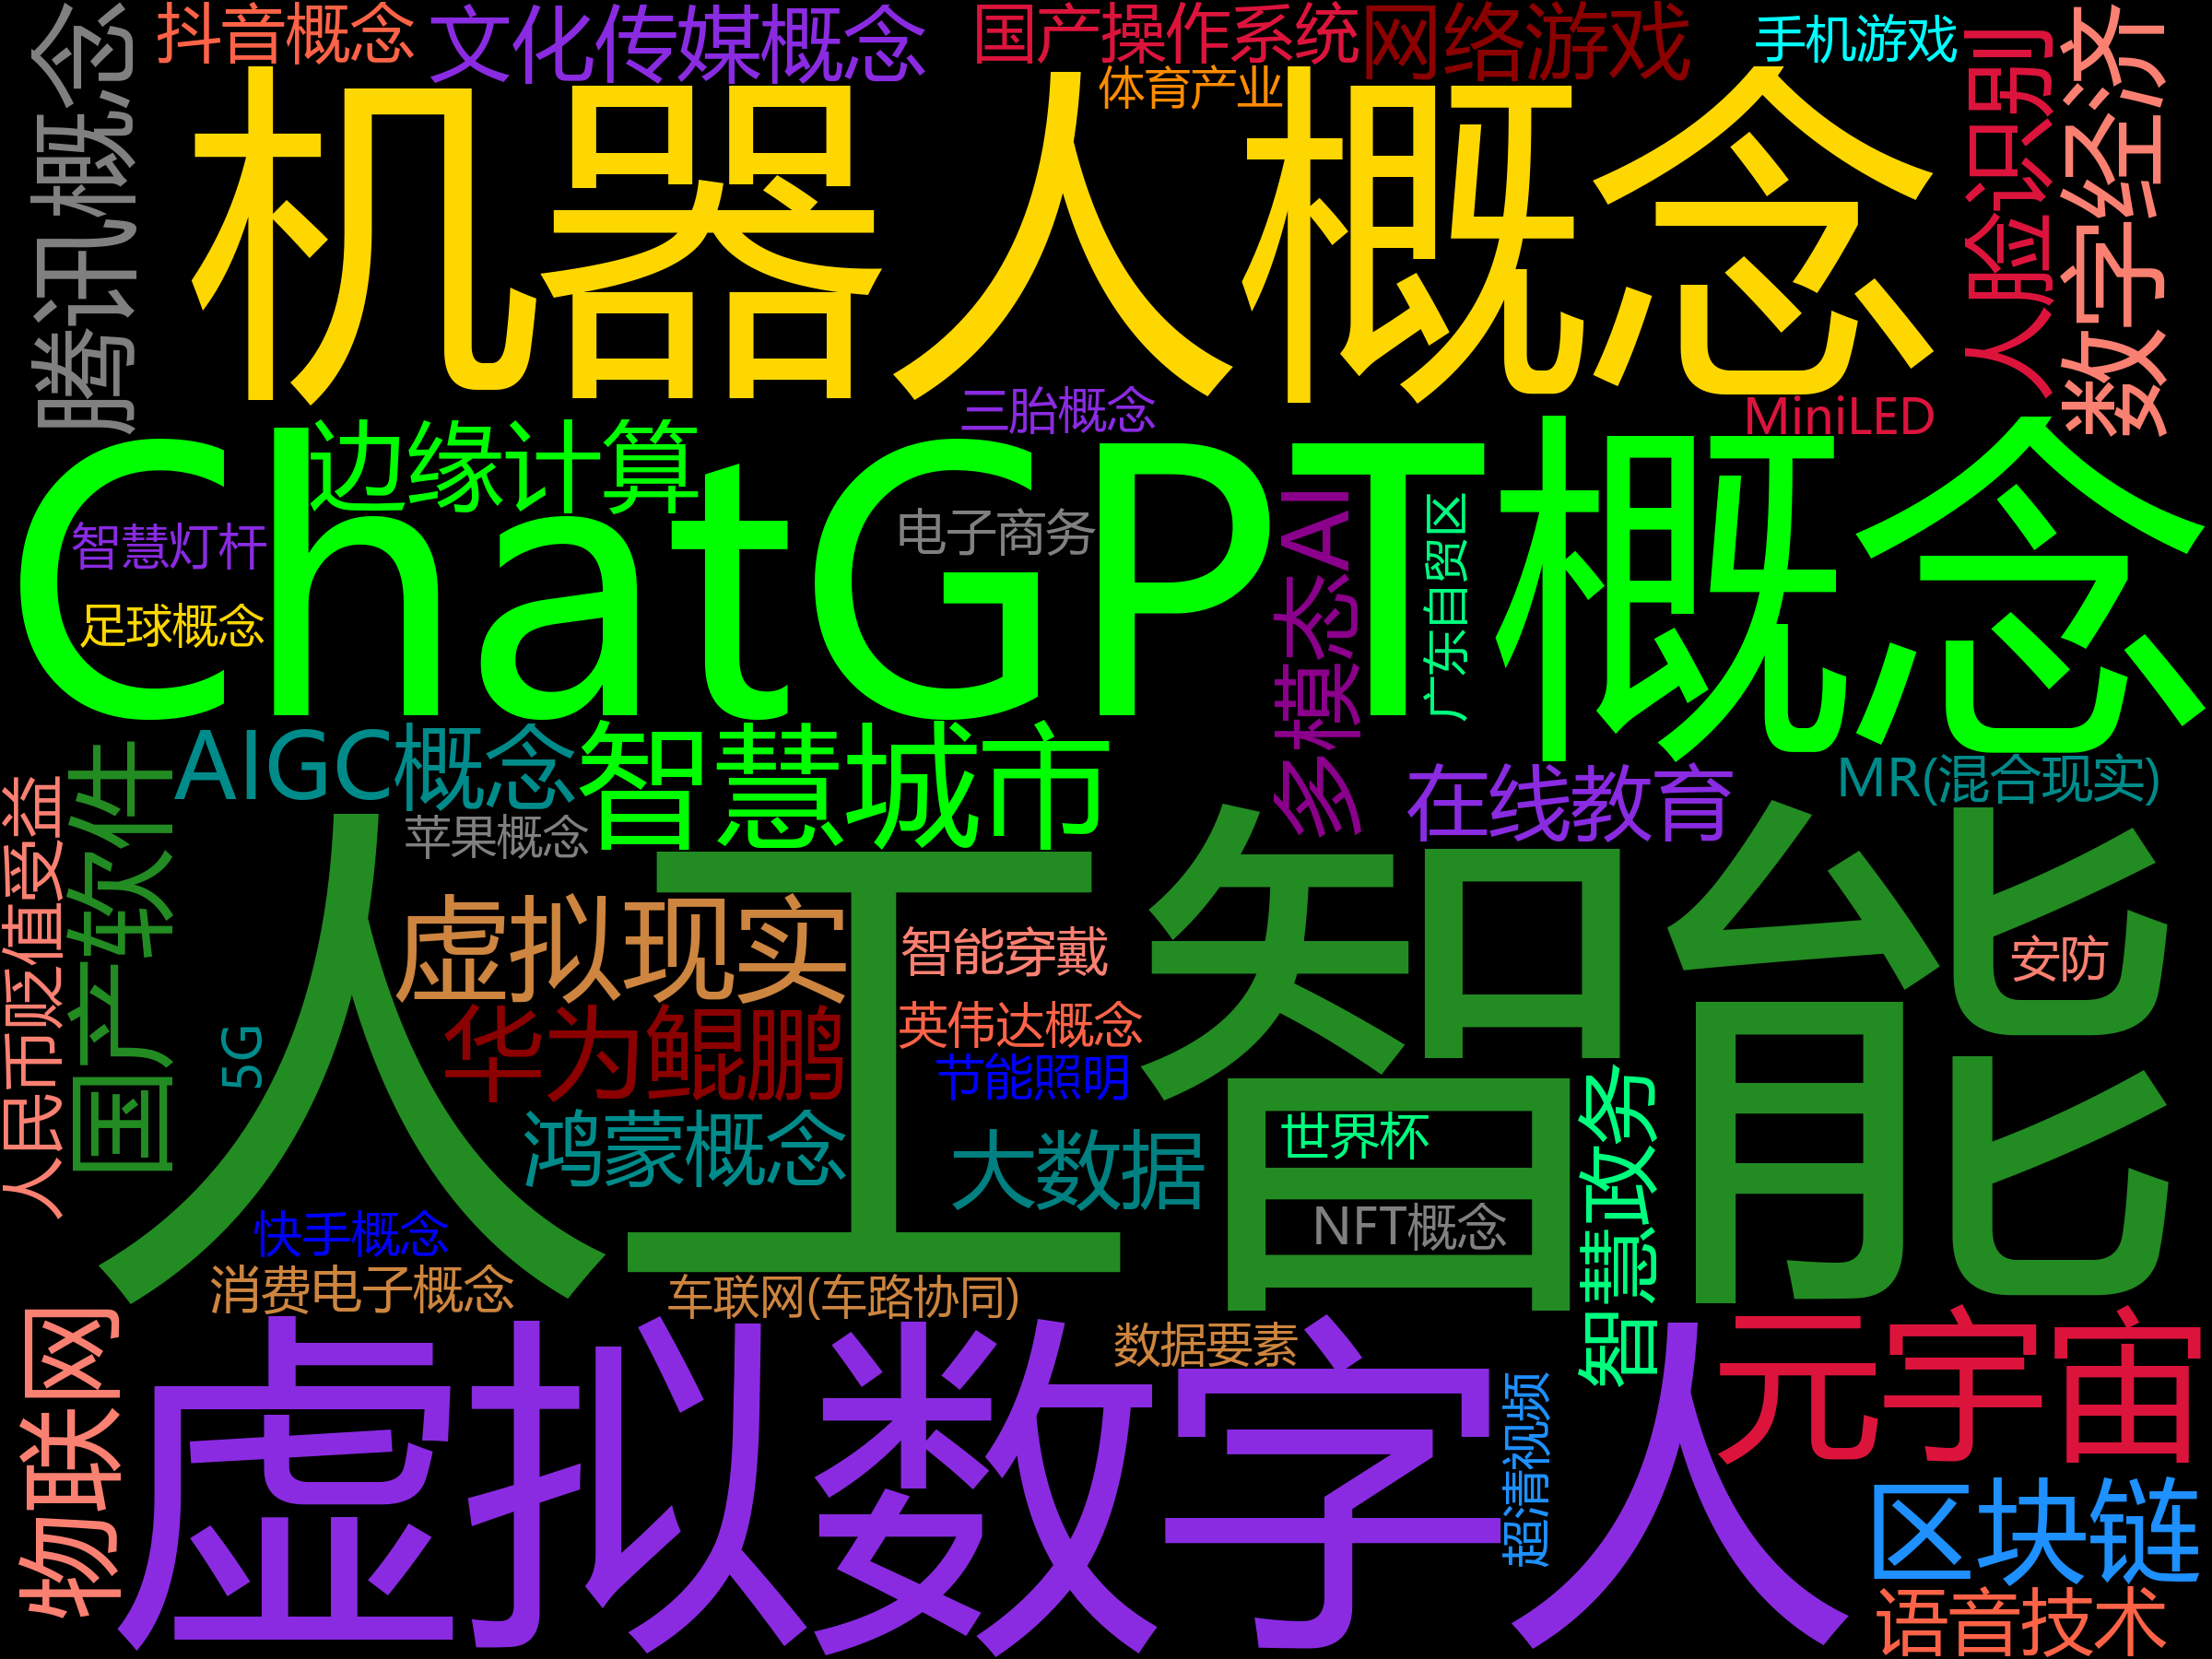 抖音概念
文化传媒概念
国产操作系统
网络游戏
手机游戏
体育产业
腾讯概念
机器人概念
人脸识别
数字经济
三胎概念
MiniLED
边缘计算
ChatGPT概念
智慧灯杆
电子商务
多模态AI
广东自贸区
足球概念
AIGC概念
智慧城市
在线教育
MR(混合现实)
苹果概念
人民币贬值受益
国产软件
人工智能
虚拟现实
智能穿戴
安防
英伟达概念
华为鲲鹏
5G
节能照明
鸿蒙概念
大数据
世界杯
智慧政务
NFT概念
快手概念
消费电子概念
车联网(车路协同)
物联网
数据要素
虚拟数字人
超清视频
元宇宙
区块链
语音技术